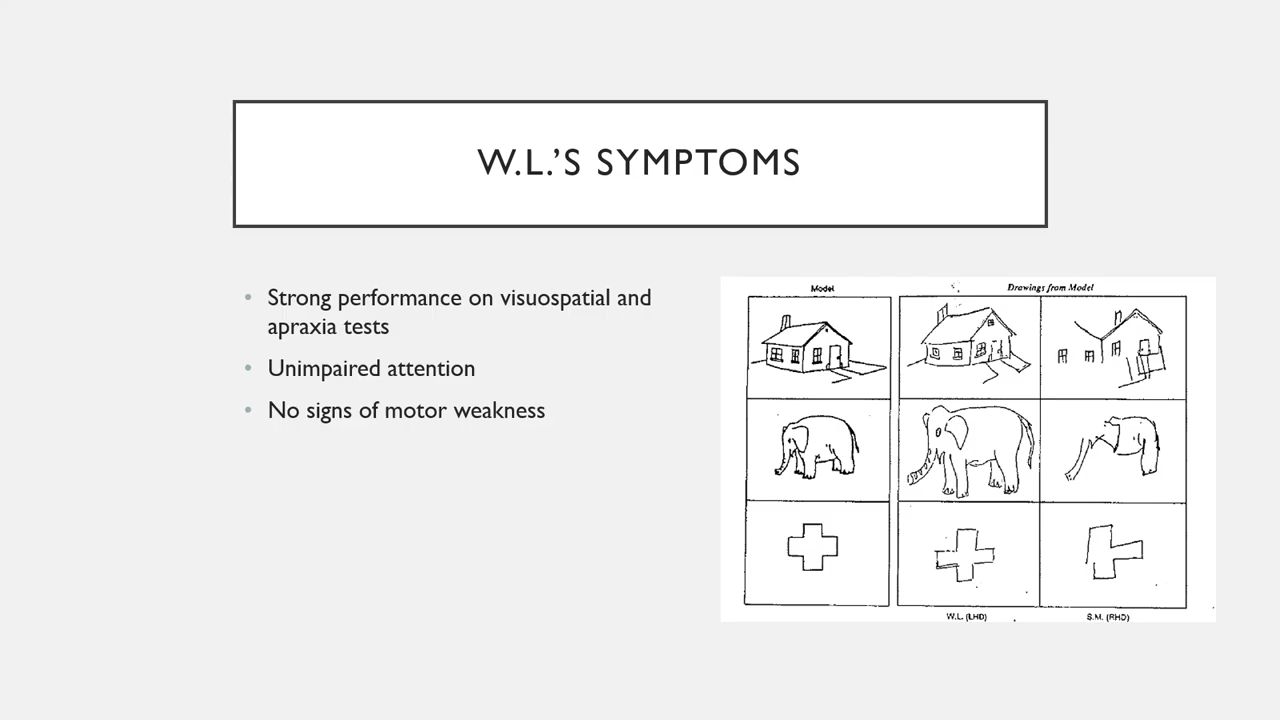 W.L.'S SYMPTOMS
• Strong performance on visuospatial and
apraxia tests
• Unimpaired attention
• No signs of motor weakness
Model
Drawings from Model
W.L. (LHD)
S.M. (RHD)